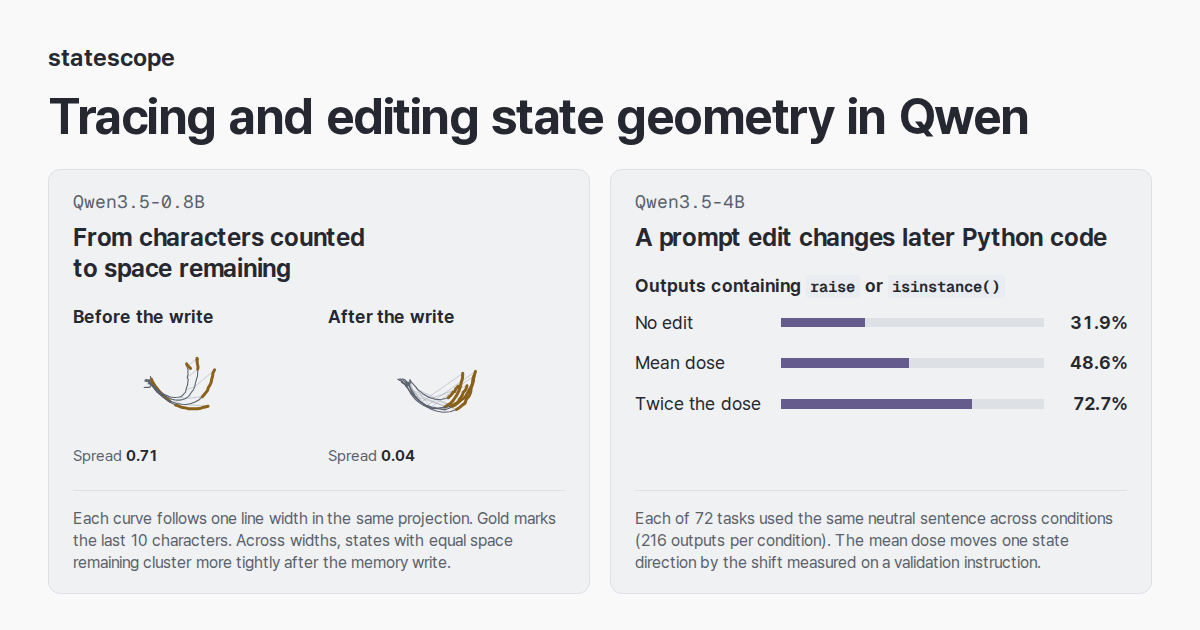 statescope
Tracing and editing state geometry in Qwen
Qwen3.5-0.8B
From characters counted
to space remaining
Before the write
After the write
Spread 0.71
Spread 0.04
Each curve follows one line width in the same projection. Gold marks
the last 10 characters. Across widths, states with equal space
remaining cluster more tightly after the memory write.
Qwen3.5-4B
A prompt edit changes later Python code
Outputs containing raise or isinstance()
No edit 31.9%
Mean dose 48.6%
Twice the dose 72.7%
Each of 72 tasks used the same neutral sentence across conditions
(216 outputs per condition). The mean dose moves one state
direction by the shift measured on a validation instruction.